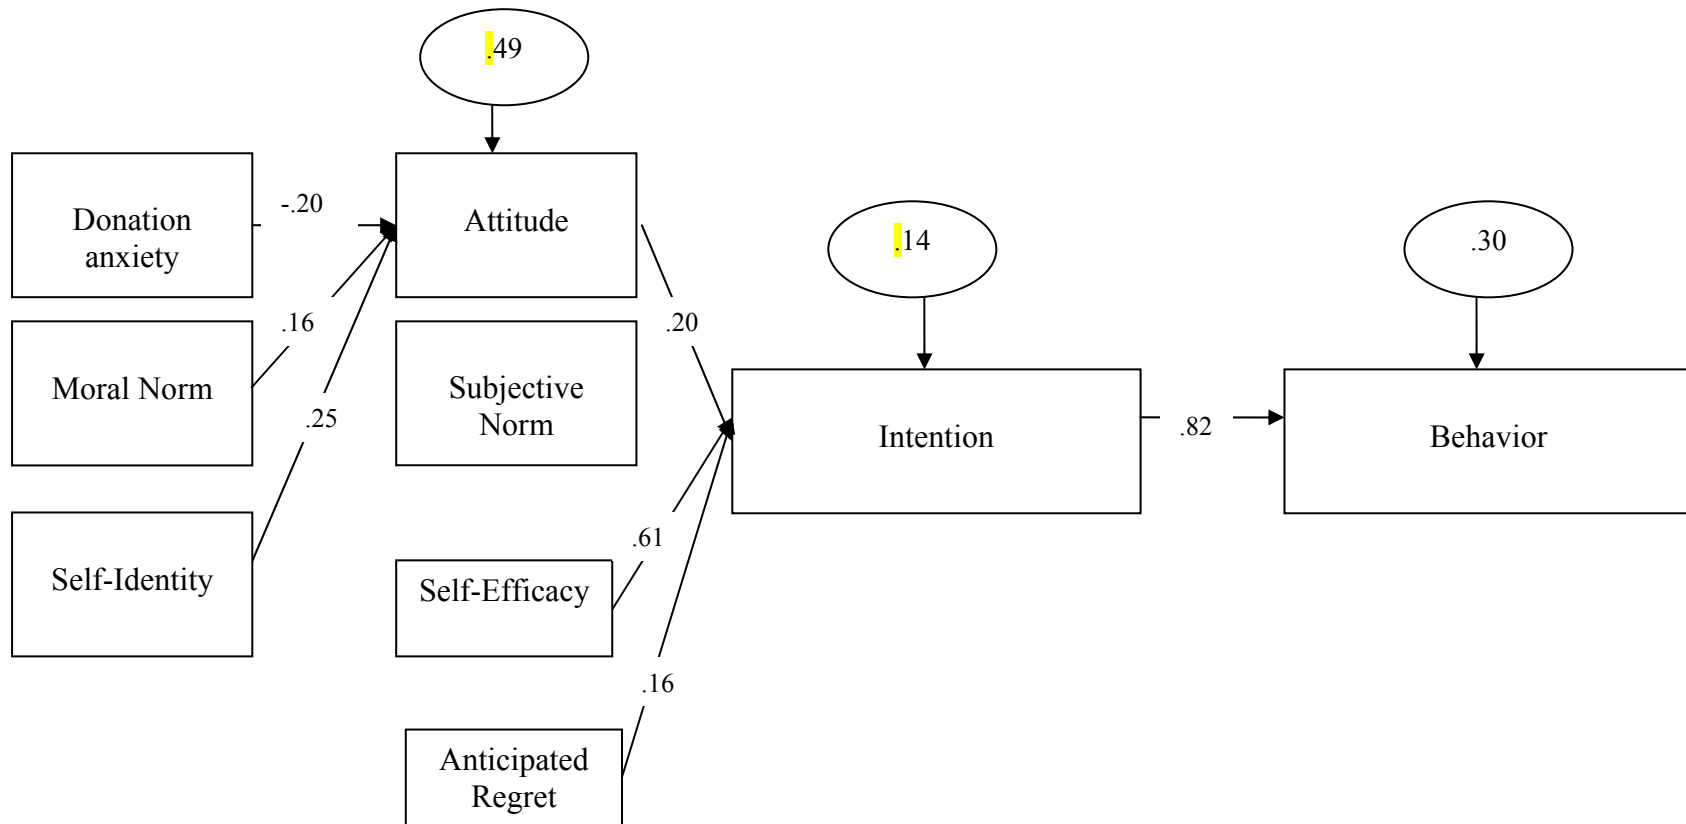 .49
Donation
anxiety
-.20
Attitude
.14
.30
Moral Norm
.16
.25
Subjective
Norm
.20
Intention
.82
Behavior
Self-Identity
Self-Efficacy
.61
.16
Anticipated
Regret